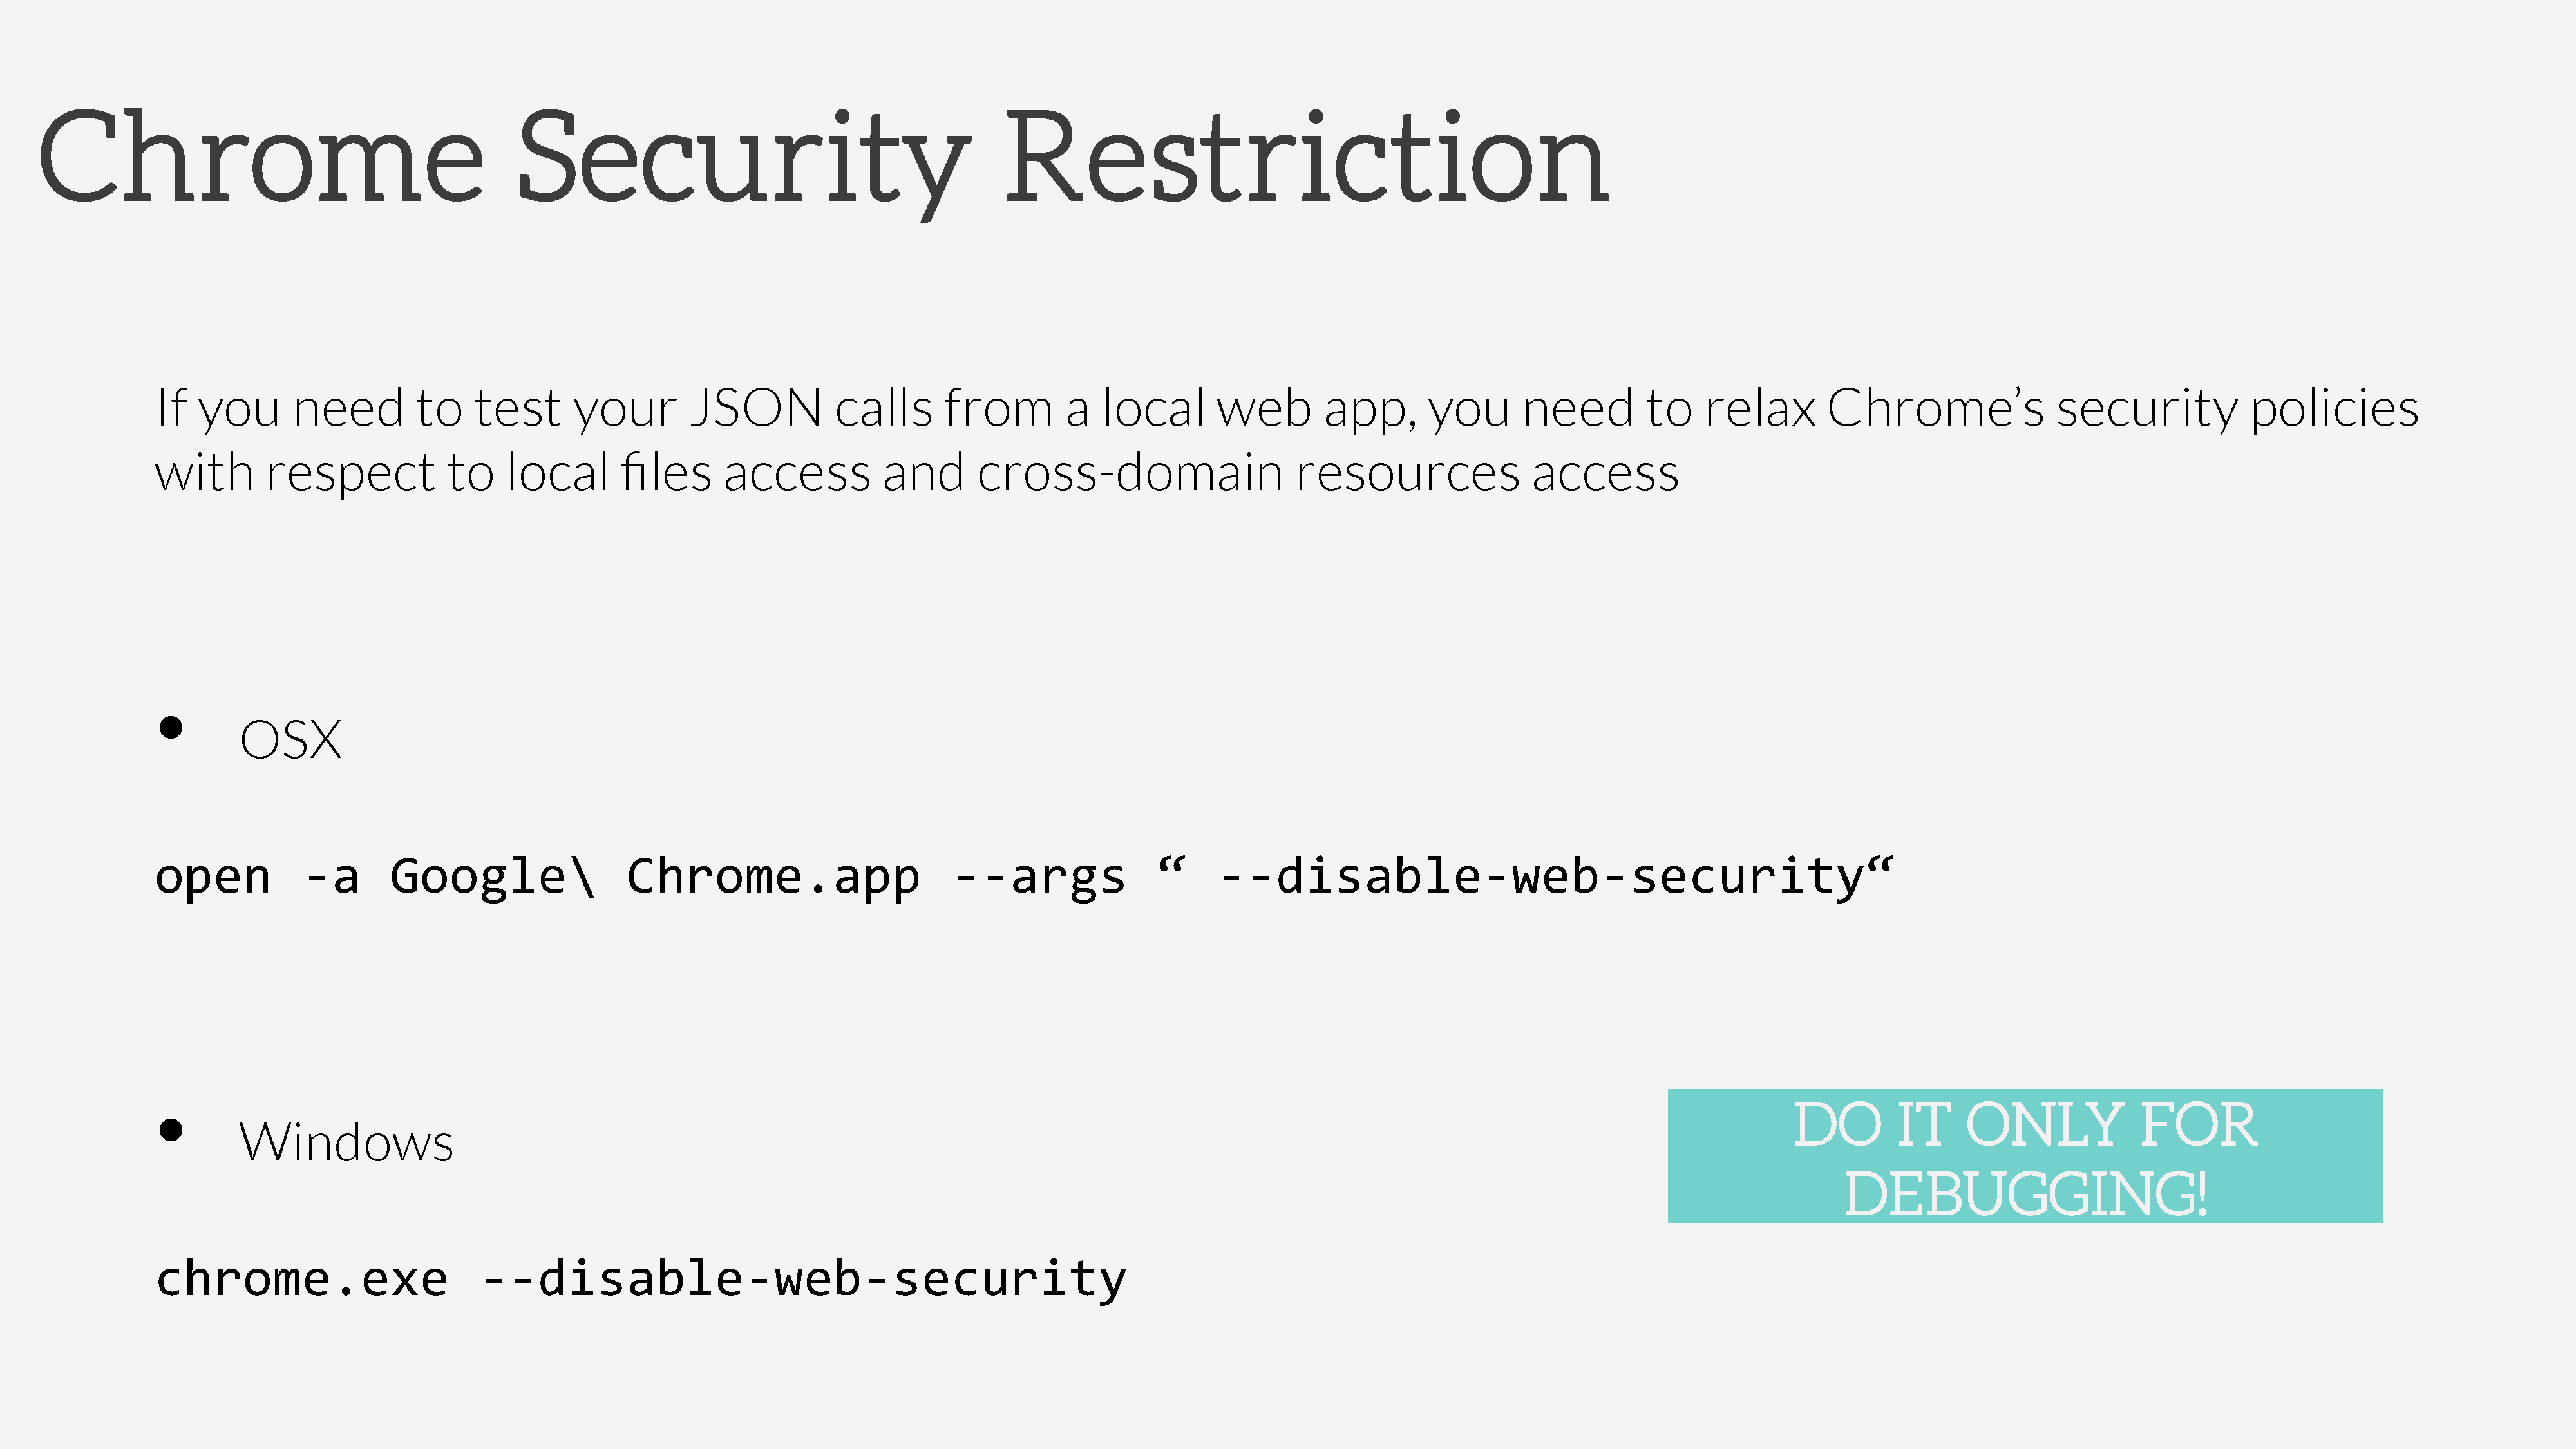 Chrome Security Restriction
If you need to test your JSON calls from a local web app, you need to relax Chrome’s security policies
with respect to local files access and cross-domain resources access
• OSX
open -a Google\ Chrome.app --args “ --disable-web-security“
• Windows
chrome.exe --disable-web-security
DO IT ONLY FOR
DEBUGGING!